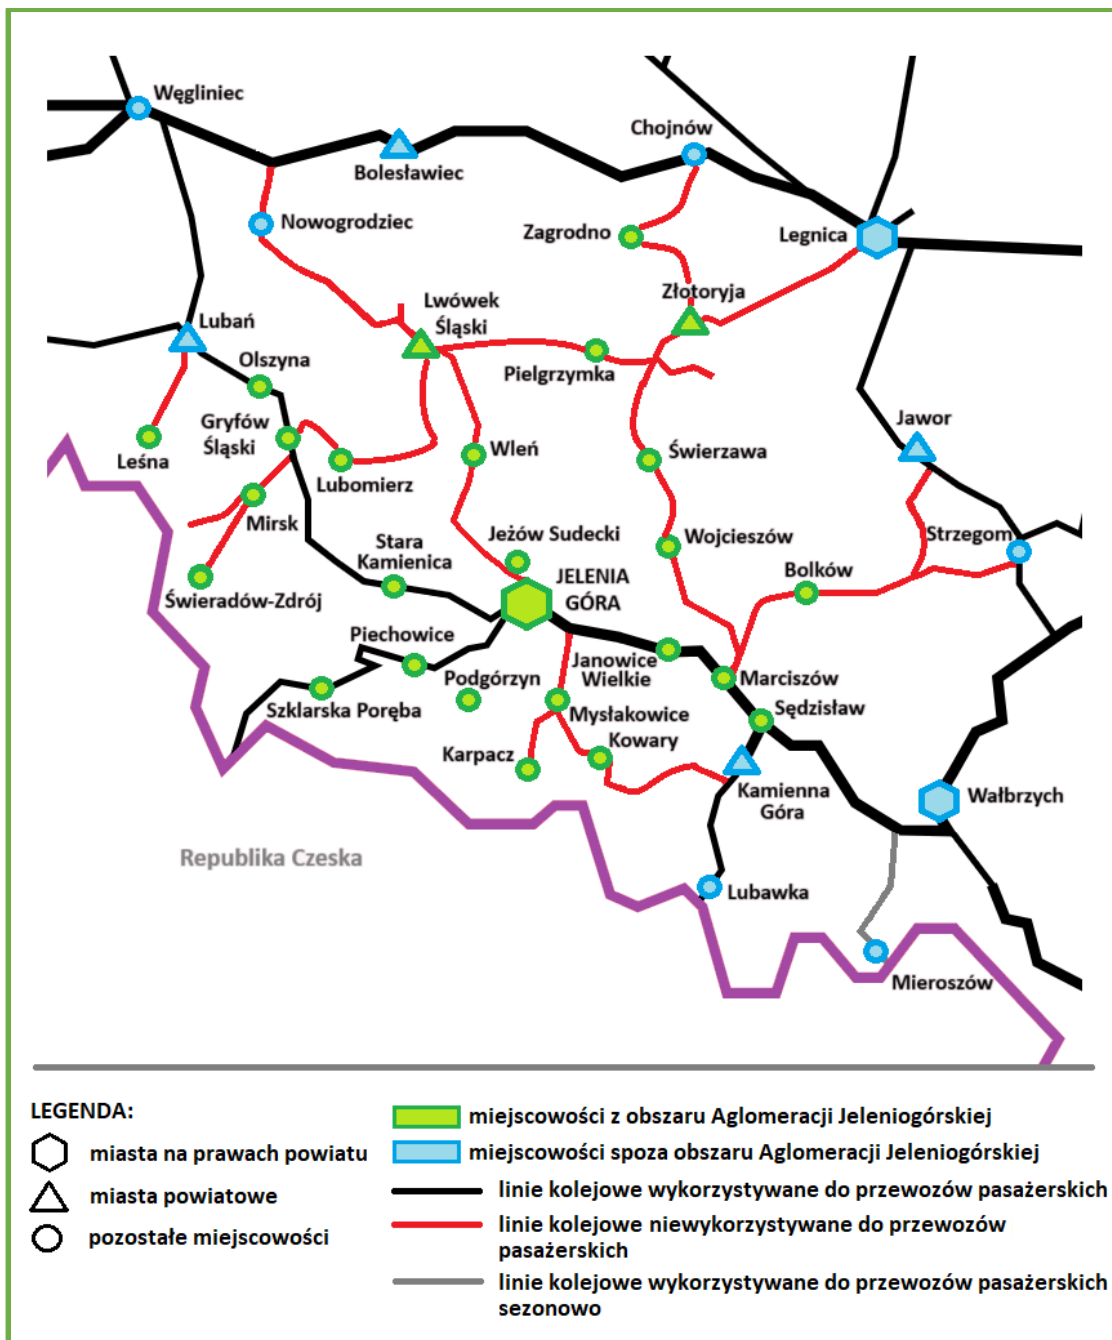 Węgliniec
Chojnów
Bolesławiec
Nowogrodziec
Zagrodno
Legnica
Lwówek
Śląski
Złotoryja
Lubań
Olszyna
Pielgrzymka
Gryfów
Śląski
Jawor
Leśna
Wleń
Świerzawa
Lubomierz
Mirsk
Jeżów Sudecki
Wojcieszów
Strzegom
Stara
Kamienica
Bolków
JELENIA
GÓRA
Świeradów-Zdrój
Piechowice
Janowice
Wielkie
Podgórzyn
Marciszów
Szklarska Poręba
Mysłakowice
Sędzisław
Karpacz
Kowary
Kamienna
Góra
Wałbrzych
Republika Czeska
Lubawka
Mieroszów
LEGENDA:
miasta na prawach powiatu
miasta powiatowe
pozostałe miejscowości
miejscowości z obszaru Aglomeracji Jeleniogórskiej
miejscowości spoza obszaru Aglomeracji Jeleniogórskiej
linie kolejowe wykorzystywane do przewozów pasażerskich
linie kolejowe niewykorzystywane do przewozów
pasażerskich
linie kolejowe wykorzystywane do przewozów pasażerskich
sezonowo